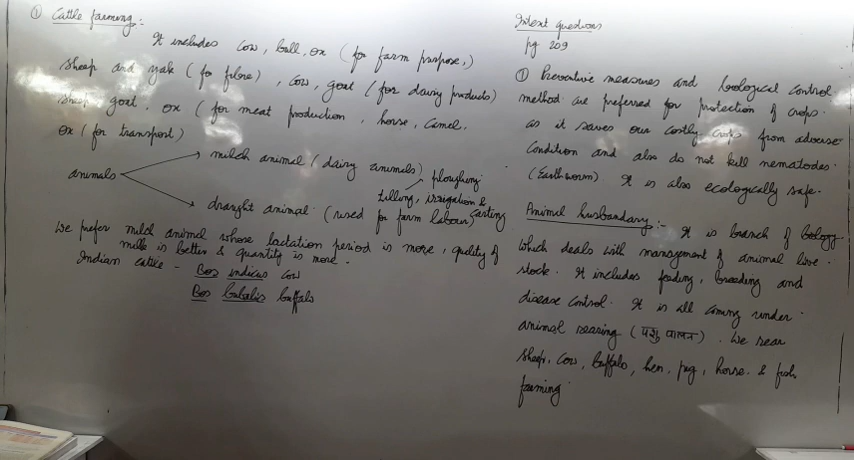 ① Cattle farming:-
It includes cow, bull, ox (for farm purpose,)
sheep and yak (for fibre), cow, goat (for dairy products)
sheep goat, ox (for meat production, horse, camel,
ox (for transport)
animals
milch animal (dairy animals)
draught animal (used for farm labour)
ploughing
tilling, irrigation &
carting
We prefer milch animal whose lactation period is more, quality of
milk is better & quantity is more.
Indian cattle - Bos indicus cow
Bos bubalis buffalo
Intext questions
pg 209
① Preventive measures and biological control
method are preferred for protection of crops.
as it saves our costly crops from adverse
condition and also do not kill nematodes.
(Earthworm). It is also ecologically safe.
Animal husbandary:- It is branch of biology
which deals with management of animal live-
stock. It includes feeding, breeding and
disease control. It is all coming under
animal rearing (पशु पालन). We rear
sheep, cow, buffalo, hen, pig, horse. & fish
farming